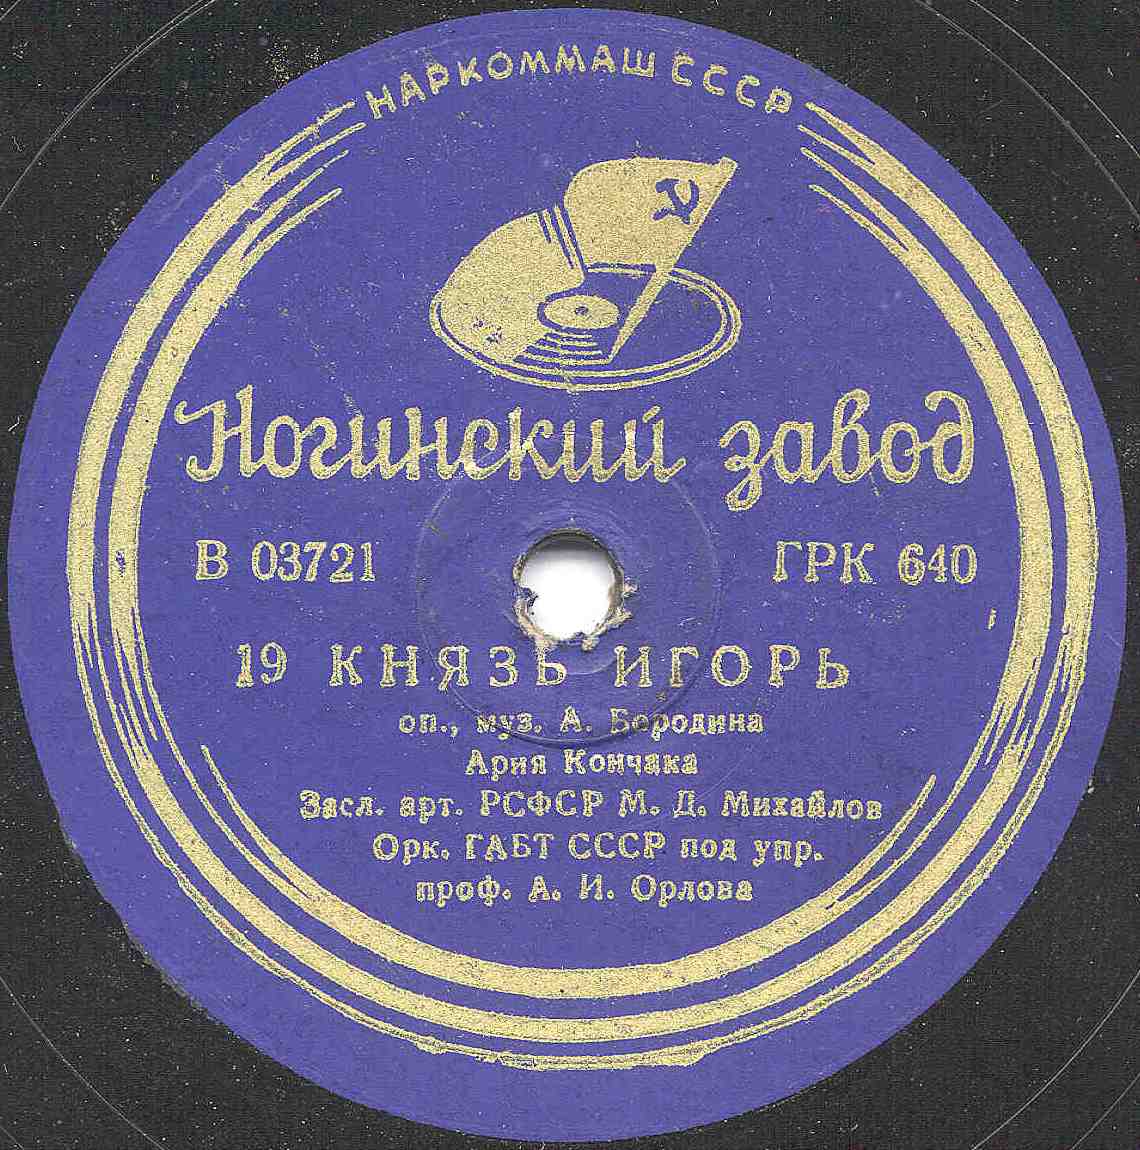 НАРКОММАШ СССР
Ногинский завод
В 03721 ГРК 640
19 КНЯЗЬ ИГОРЬ
оп., муз. А. Бородина
Ария Кончака
Засл. арт. РСФСР М. Д. Михайлов
Орк. ГАБТ СССР под упр.
проф. А. И. Орлова